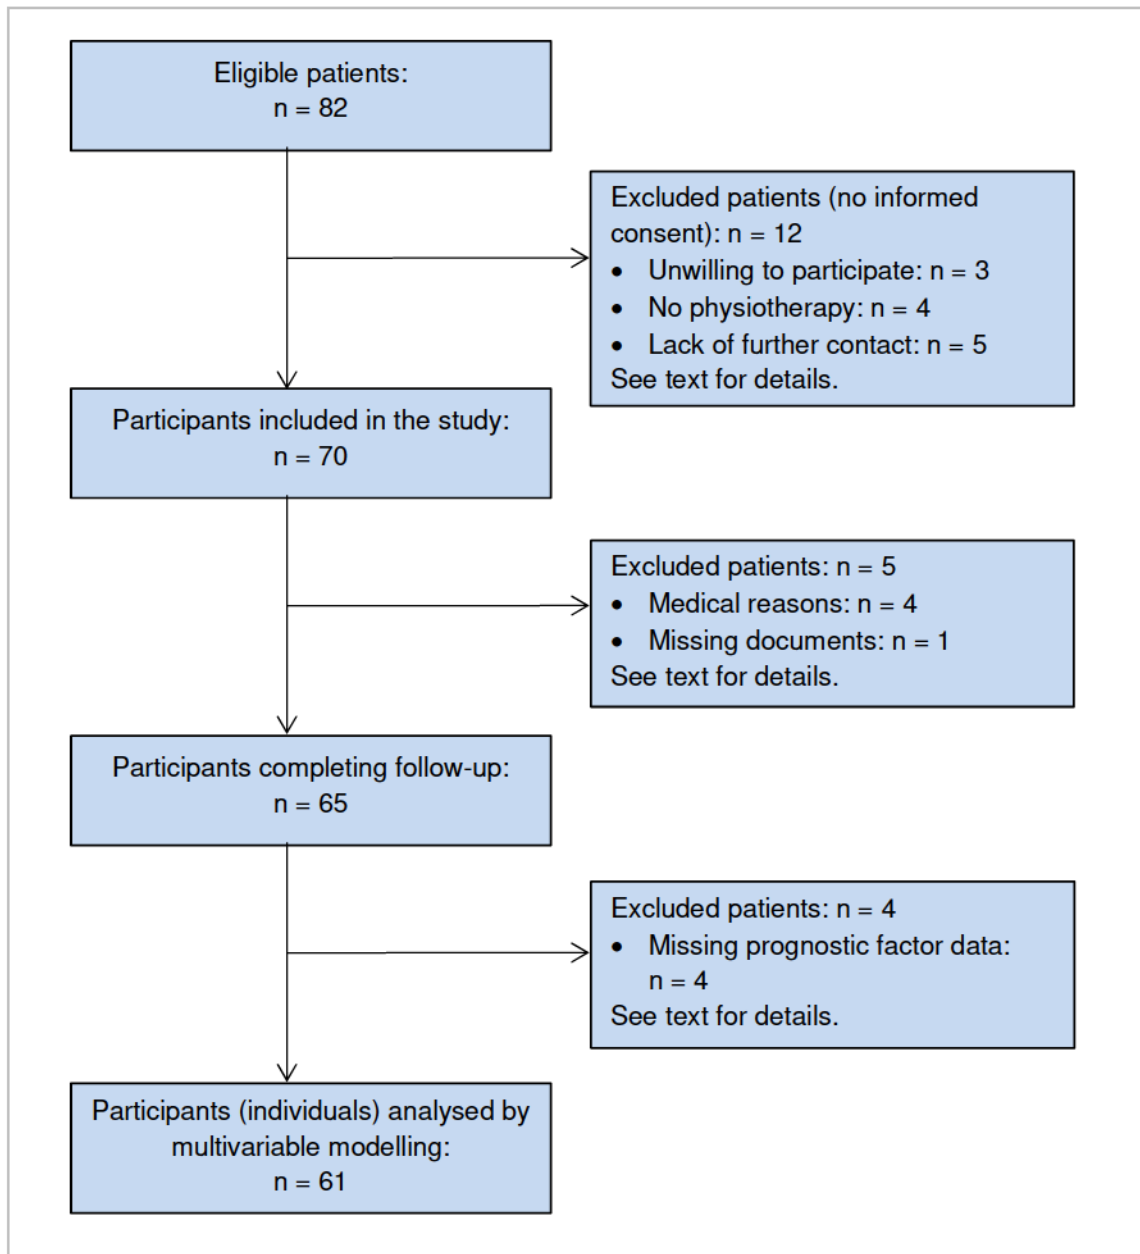 Eligible patients:
n = 82
Excluded patients (no informed
consent): n = 12
• Unwilling to participate: n = 3
• No physiotherapy: n = 4
• Lack of further contact: n = 5
See text for details.
Participants included in the study:
n = 70
Excluded patients: n = 5
• Medical reasons: n = 4
• Missing documents: n = 1
See text for details.
Participants completing follow-up:
n = 65
Excluded patients: n = 4
• Missing prognostic factor data:
n = 4
See text for details.
Participants (individuals) analysed by
multivariable modelling:
n = 61